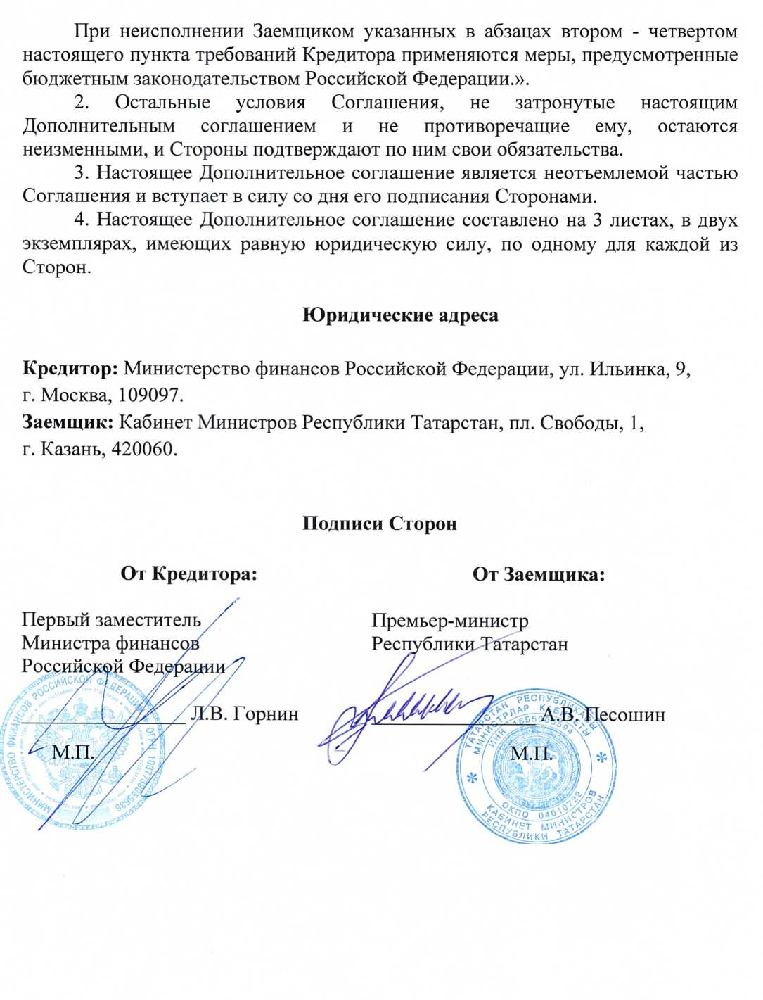 При неисполнении Заемщиком указанных в абзацах втором - четвертом
настоящего пункта требований Кредитора применяются меры, предусмотренные
бюджетным законодательством Российской Федерации.».
2. Остальные условия Соглашения, не затронутые настоящим
Дополнительным соглашением и не противоречащие ему, остаются
неизменными, и Стороны подтверждают по ним свои обязательства.
3. Настоящее Дополнительное соглашение является неотъемлемой частью
Соглашения и вступает в силу со дня его подписания Сторонами.
4. Настоящее Дополнительное соглашение составлено на 3 листах, в двух
экземплярах, имеющих равную юридическую силу, по одному для каждой из
Сторон.
Юридические адреса
Кредитор: Министерство финансов Российской Федерации, ул. Ильинка, 9,
г. Москва, 109097.
Заемщик: Кабинет Министров Республики Татарстан, пл. Свободы, 1,
г. Казань, 420060.
Подписи Сторон
От Кредитора:
От Заемщика:
Первый заместитель
Министра финансов
Российской Федерации
Премьер-министр
Республики Татарстан
Л.В. Горнин
А.В. Песошин
М.П.
М.П.
МИНИСТЕРСТВО ФИНАНСОВ РОССИЙСКОЙ ФЕДЕРАЦИИ * ОГРН 1037739085636
ТАТАРСТАН РЕСПУБЛИКАСЫ
МИНИСТРЛАР КАБИНЕТЫ
ИНН
ОКПО 04010722
КАБИНЕТ МИНИСТРОВ
РЕСПУБЛИКИ ТАТАРСТАН